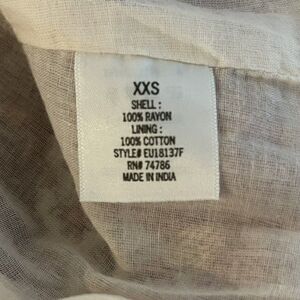 XXS
SHELL :
100% RAYON
LINING :
100% COTTON
STYLE# EU18137F
RN# 74786
MADE IN INDIA